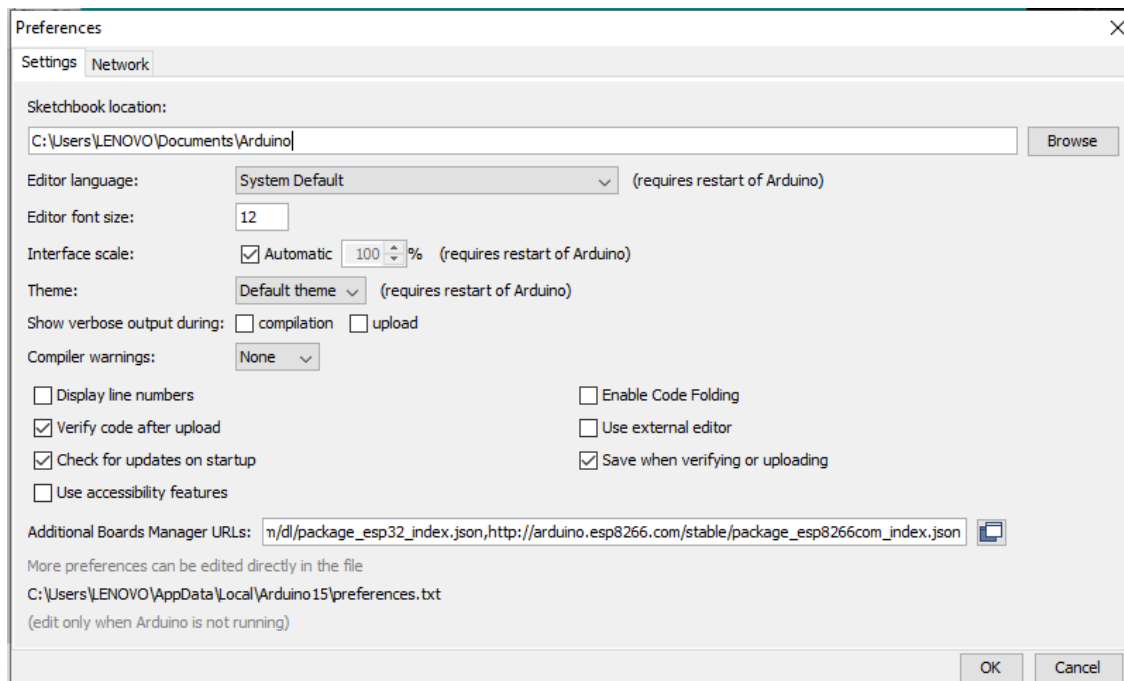 Preferences
Settings Network
Sketchbook location:
C:\Users\LENOVO\Documents\Arduino Browse
Editor language: System Default (requires restart of Arduino)
Editor font size: 12
Interface scale: Automatic 100 % (requires restart of Arduino)
Theme: Default theme (requires restart of Arduino)
Show verbose output during: compilation upload
Compiler warnings: None
Display line numbers Enable Code Folding
Verify code after upload Use external editor
Check for updates on startup Save when verifying or uploading
Use accessibility features
Additional Boards Manager URLs: n/dl/package_esp32_index.json,http://arduino.esp8266.com/stable/package_esp8266com_index.json
More preferences can be edited directly in the file
C:\Users\LENOVO\AppData\Local\Arduino15\preferences.txt
(edit only when Arduino is not running)
OK Cancel